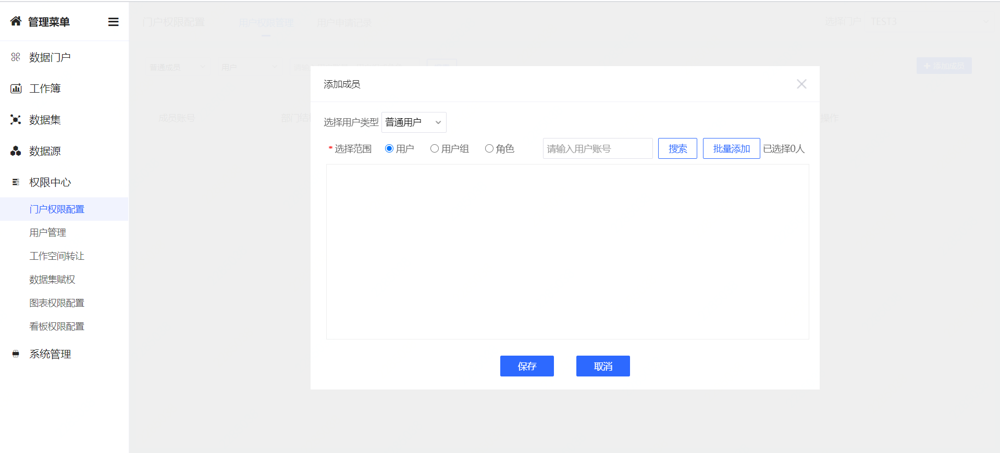 管理菜单
数据门户
工作簿
数据集
数据源
权限中心
门户权限配置
用户管理
工作空间转让
数据集赋权
图表权限配置
看板权限配置
系统管理
门户权限配置 用户权限管理 用户申请记录 选择门户 TEST3
普通成员 用户 添加成员
成员账号 部门结 操作
添加成员
选择用户类型 普通用户
* 选择范围 用户 用户组 角色 请输入用户账号 搜索 批量添加 已选择0人
保存 取消